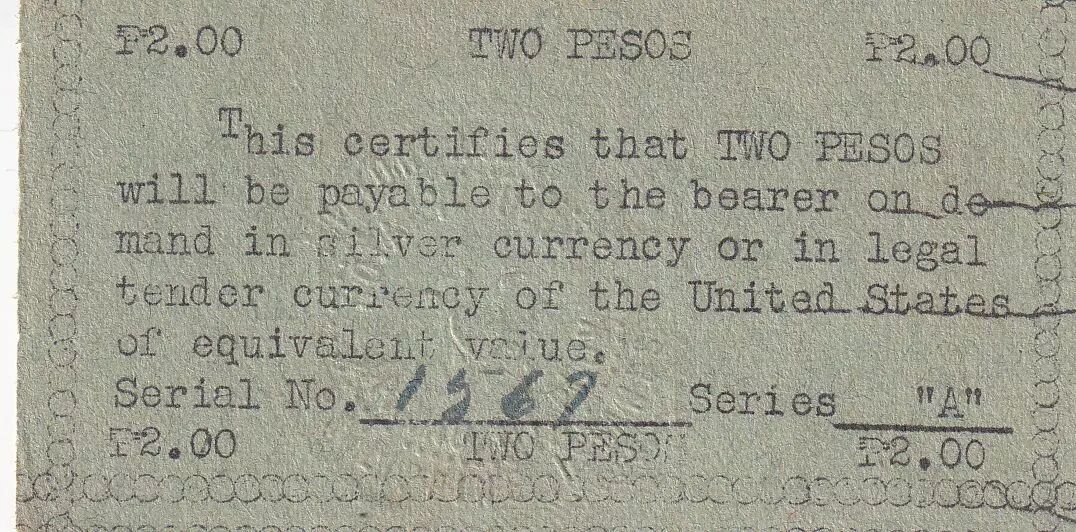 ₱2.00 TWO PESOS ₱2.00
This certifies that TWO PESOS
will be payable to the bearer on de-
mand in silver currency or in legal
tender currency of the United States
of equivalent value.
Serial No. 1567 Series "A"
₱2.00 TWO PESOS ₱2.00